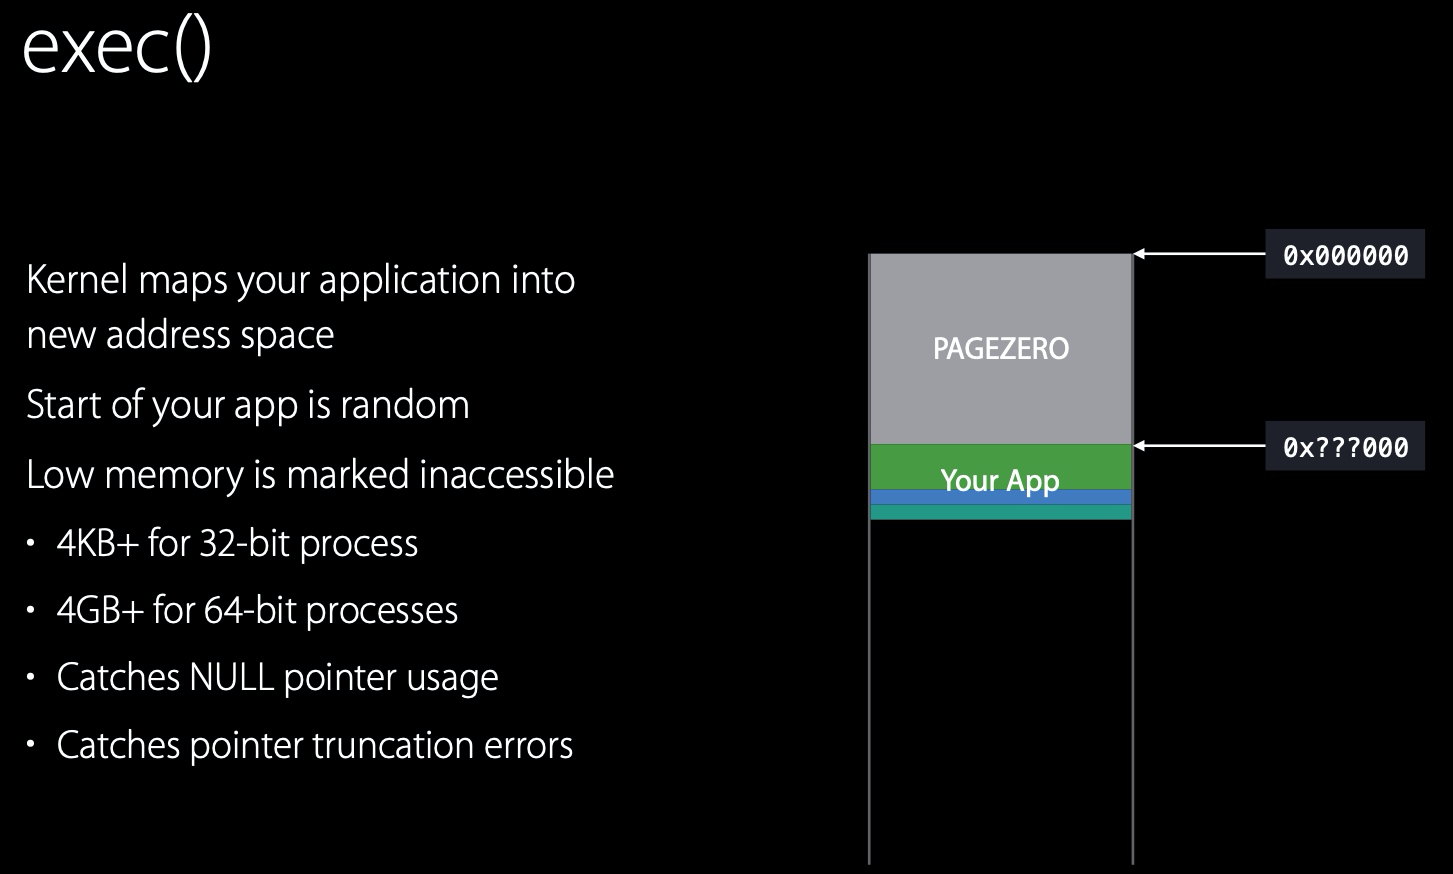 exec()
Kernel maps your application into
new address space
Start of your app is random
Low memory is marked inaccessible
• 4KB+ for 32-bit process
• 4GB+ for 64-bit processes
• Catches NULL pointer usage
• Catches pointer truncation errors
0x000000
PAGEZERO
0x???000
Your App